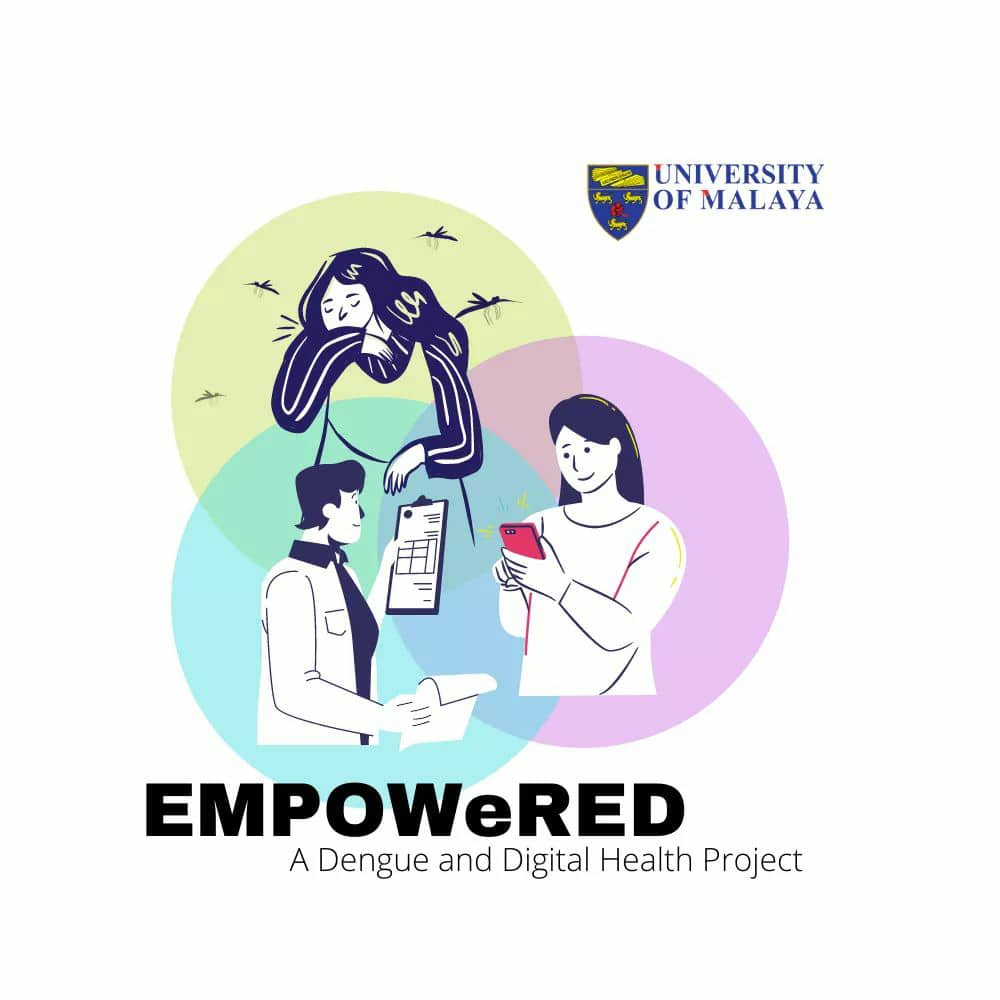 UNIVERSITY
OF MALAYA
EMPOWeRED
A Dengue and Digital Health Project